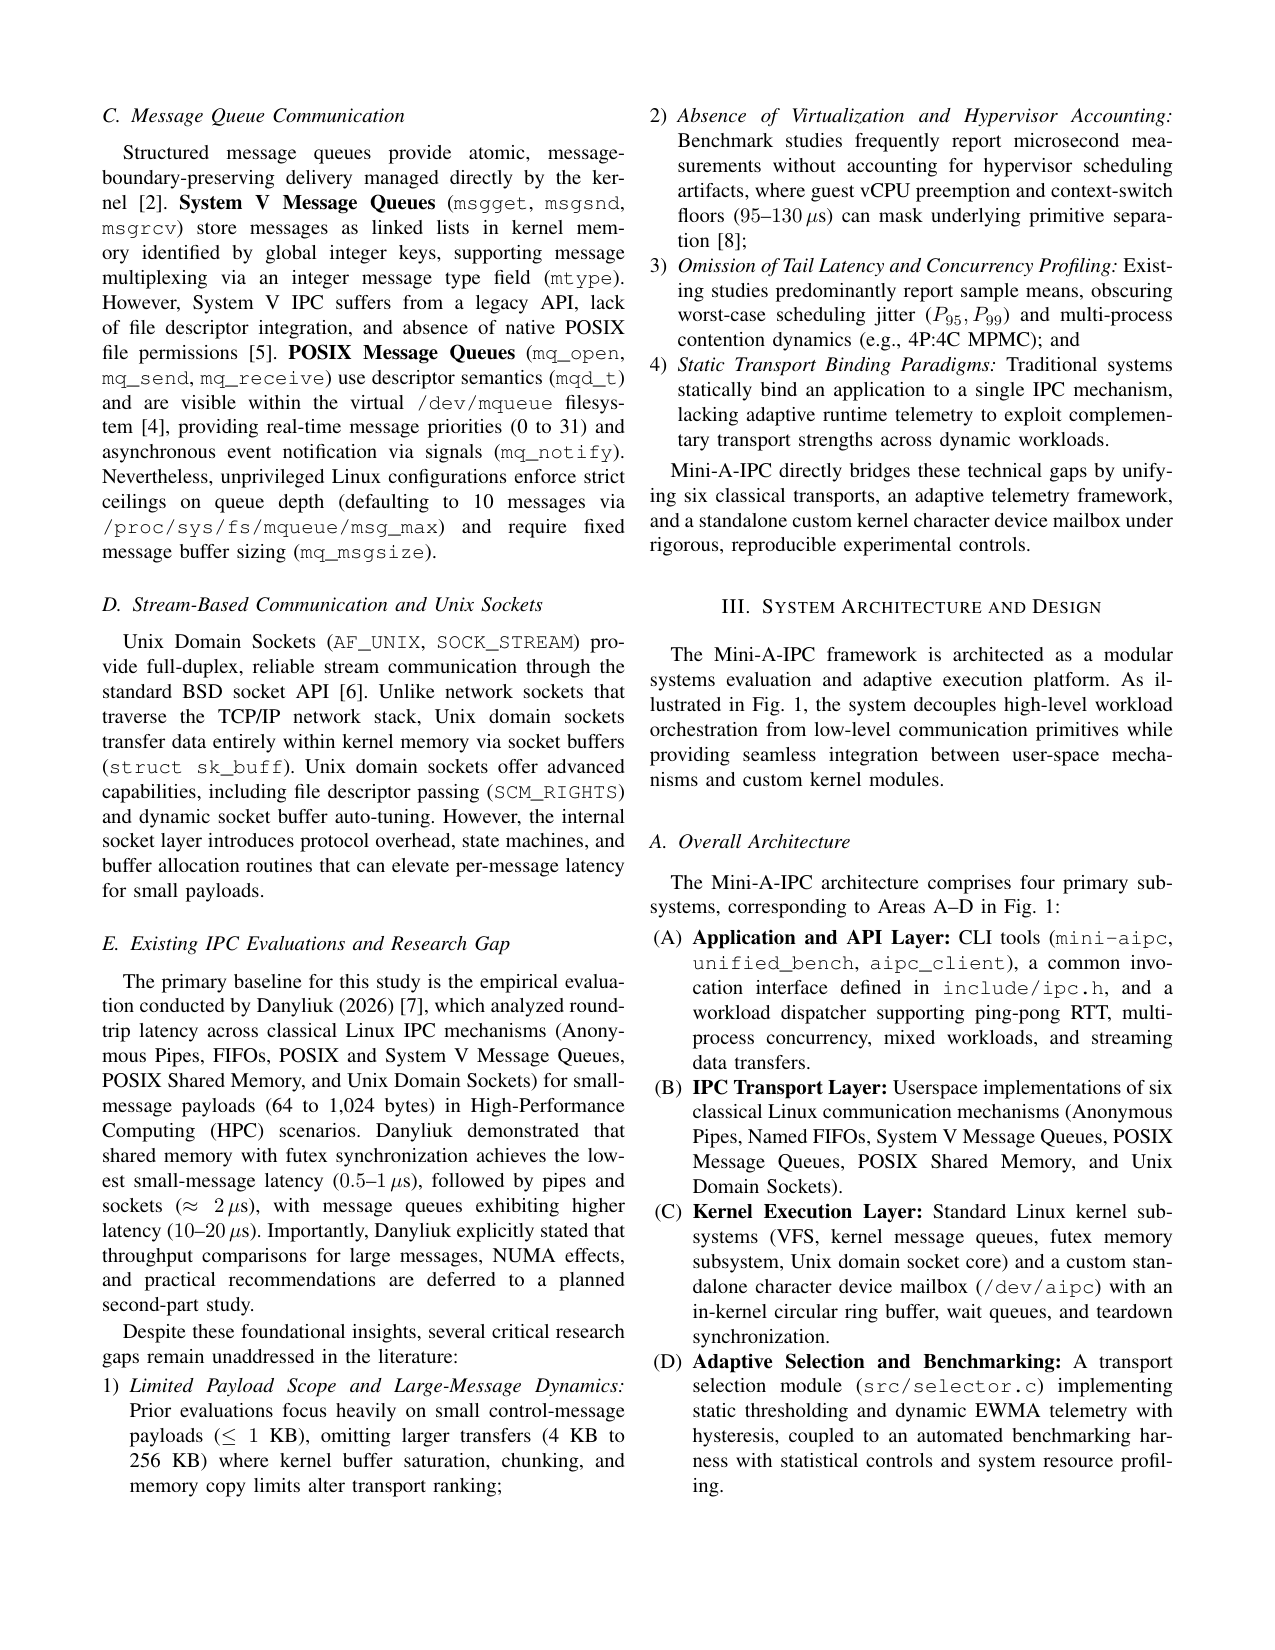 C. Message Queue Communication
Structured message queues provide atomic, message-
boundary-preserving delivery managed directly by the ker-
nel [2]. System V Message Queues (msgget, msgsnd,
msgrcv) store messages as linked lists in kernel mem-
ory identified by global integer keys, supporting message
multiplexing via an integer message type field (mtype).
However, System V IPC suffers from a legacy API, lack
of file descriptor integration, and absence of native POSIX
file permissions [5]. POSIX Message Queues (mq_open,
mq_send, mq_receive) use descriptor semantics (mqd_t)
and are visible within the virtual /dev/mqueue filesys-
tem [4], providing real-time message priorities (0 to 31) and
asynchronous event notification via signals (mq_notify).
Nevertheless, unprivileged Linux configurations enforce strict
ceilings on queue depth (defaulting to 10 messages via
/proc/sys/fs/mqueue/msg_max) and require fixed
message buffer sizing (mq_msgsize).
D. Stream-Based Communication and Unix Sockets
Unix Domain Sockets (AF_UNIX, SOCK_STREAM) pro-
vide full-duplex, reliable stream communication through the
standard BSD socket API [6]. Unlike network sockets that
traverse the TCP/IP network stack, Unix domain sockets
transfer data entirely within kernel memory via socket buffers
(struct sk_buff). Unix domain sockets offer advanced
capabilities, including file descriptor passing (SCM_RIGHTS)
and dynamic socket buffer auto-tuning. However, the internal
socket layer introduces protocol overhead, state machines, and
buffer allocation routines that can elevate per-message latency
for small payloads.
E. Existing IPC Evaluations and Research Gap
The primary baseline for this study is the empirical evalua-
tion conducted by Danyliuk (2026) [7], which analyzed round-
trip latency across classical Linux IPC mechanisms (Anony-
mous Pipes, FIFOs, POSIX and System V Message Queues,
POSIX Shared Memory, and Unix Domain Sockets) for small-
message payloads (64 to 1,024 bytes) in High-Performance
Computing (HPC) scenarios. Danyliuk demonstrated that
shared memory with futex synchronization achieves the low-
est small-message latency (0.5–1 μs), followed by pipes and
sockets (≈ 2 μs), with message queues exhibiting higher
latency (10–20 μs). Importantly, Danyliuk explicitly stated that
throughput comparisons for large messages, NUMA effects,
and practical recommendations are deferred to a planned
second-part study.
Despite these foundational insights, several critical research
gaps remain unaddressed in the literature:
1) Limited Payload Scope and Large-Message Dynamics:
Prior evaluations focus heavily on small control-message
payloads (≤ 1 KB), omitting larger transfers (4 KB to
256 KB) where kernel buffer saturation, chunking, and
memory copy limits alter transport ranking;
2) Absence of Virtualization and Hypervisor Accounting:
Benchmark studies frequently report microsecond mea-
surements without accounting for hypervisor scheduling
artifacts, where guest vCPU preemption and context-switch
floors (95–130 μs) can mask underlying primitive separa-
tion [8];
3) Omission of Tail Latency and Concurrency Profiling: Exist-
ing studies predominantly report sample means, obscuring
worst-case scheduling jitter (P95, P99) and multi-process
contention dynamics (e.g., 4P:4C MPMC); and
4) Static Transport Binding Paradigms: Traditional systems
statically bind an application to a single IPC mechanism,
lacking adaptive runtime telemetry to exploit complemen-
tary transport strengths across dynamic workloads.
Mini-A-IPC directly bridges these technical gaps by unify-
ing six classical transports, an adaptive telemetry framework,
and a standalone custom kernel character device mailbox under
rigorous, reproducible experimental controls.
III. SYSTEM ARCHITECTURE AND DESIGN
The Mini-A-IPC framework is architected as a modular
systems evaluation and adaptive execution platform. As il-
lustrated in Fig. 1, the system decouples high-level workload
orchestration from low-level communication primitives while
providing seamless integration between user-space mecha-
nisms and custom kernel modules.
A. Overall Architecture
The Mini-A-IPC architecture comprises four primary sub-
systems, corresponding to Areas A–D in Fig. 1:
(A) Application and API Layer: CLI tools (mini-aipc,
unified_bench, aipc_client), a common invo-
cation interface defined in include/ipc.h, and a
workload dispatcher supporting ping-pong RTT, multi-
process concurrency, mixed workloads, and streaming
data transfers.
(B) IPC Transport Layer: Userspace implementations of six
classical Linux communication mechanisms (Anonymous
Pipes, Named FIFOs, System V Message Queues, POSIX
Message Queues, POSIX Shared Memory, and Unix
Domain Sockets).
(C) Kernel Execution Layer: Standard Linux kernel sub-
systems (VFS, kernel message queues, futex memory
subsystem, Unix domain socket core) and a custom stan-
dalone character device mailbox (/dev/aipc) with an
in-kernel circular ring buffer, wait queues, and teardown
synchronization.
(D) Adaptive Selection and Benchmarking: A transport
selection module (src/selector.c) implementing
static thresholding and dynamic EWMA telemetry with
hysteresis, coupled to an automated benchmarking har-
ness with statistical controls and system resource profil-
ing.